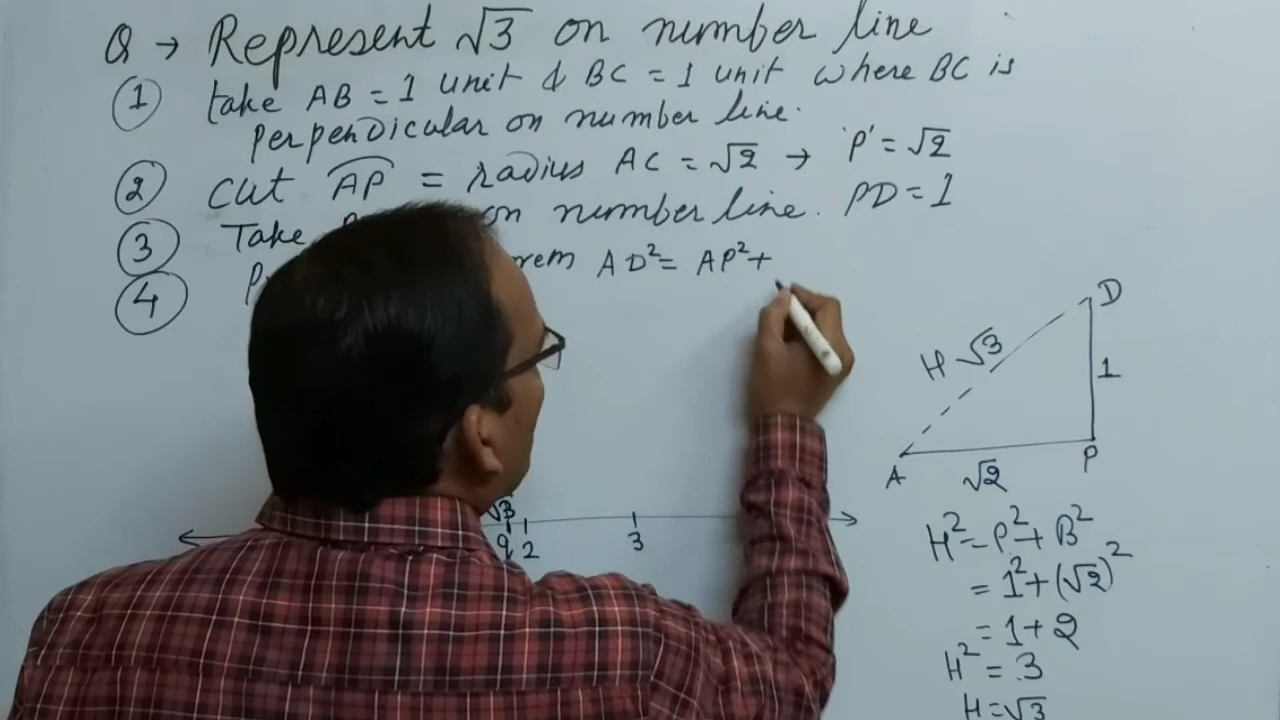 Q → Represent √3 on number line
① take AB = 1 unit & BC = 1 unit where BC is
perpendicular on number line.
② cut AP = radius AC = √2 → 'P' = √2
③ Take on number line. PD = 1
④ AD²= AP²+
D
H √3
1
A √2 P
√3
q 2 3
H²= P²+ B²
= 1²+(√2)²
= 1+2
H² = 3
H = √3